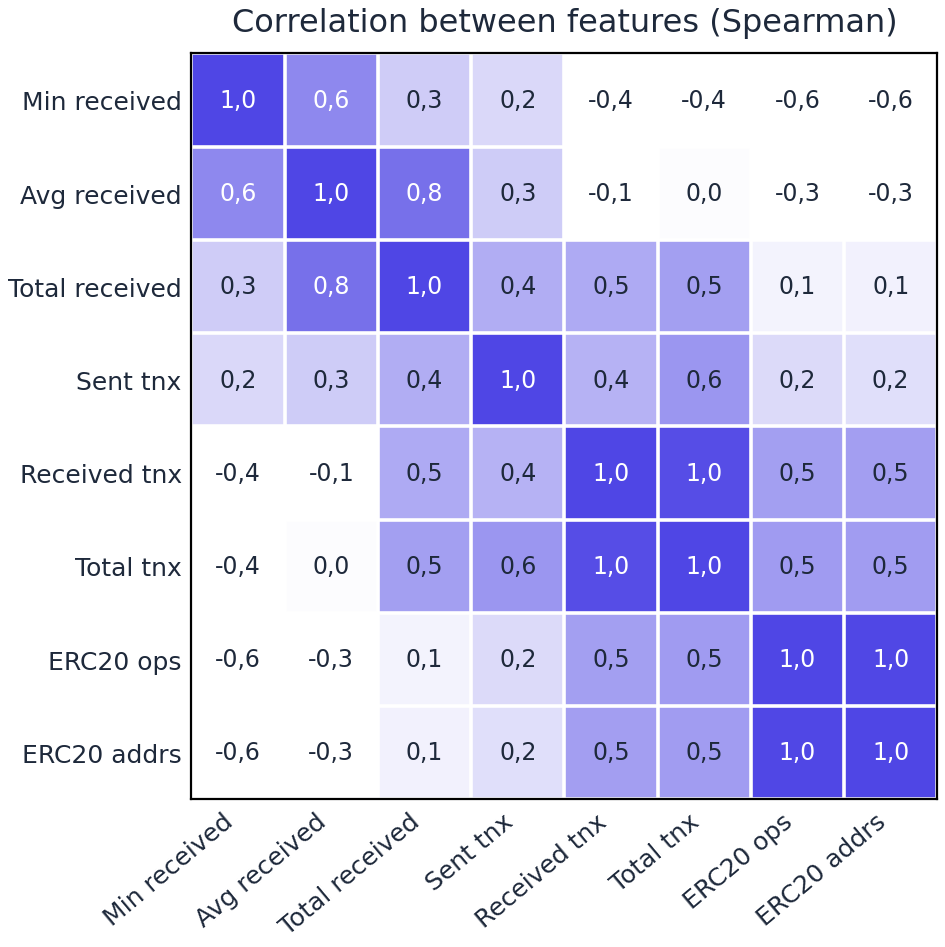 Correlation between features (Spearman)
Min received 1,0 0,6 0,3 0,2 -0,4 -0,4 -0,6 -0,6
Avg received 0,6 1,0 0,8 0,3 -0,1 0,0 -0,3 -0,3
Total received 0,3 0,8 1,0 0,4 0,5 0,5 0,1 0,1
Sent tnx 0,2 0,3 0,4 1,0 0,4 0,6 0,2 0,2
Received tnx -0,4 -0,1 0,5 0,4 1,0 1,0 0,5 0,5
Total tnx -0,4 0,0 0,5 0,6 1,0 1,0 0,5 0,5
ERC20 ops -0,6 -0,3 0,1 0,2 0,5 0,5 1,0 1,0
ERC20 addrs -0,6 -0,3 0,1 0,2 0,5 0,5 1,0 1,0
Min received
Avg received
Total received
Sent tnx
Received tnx
Total tnx
ERC20 ops
ERC20 addrs